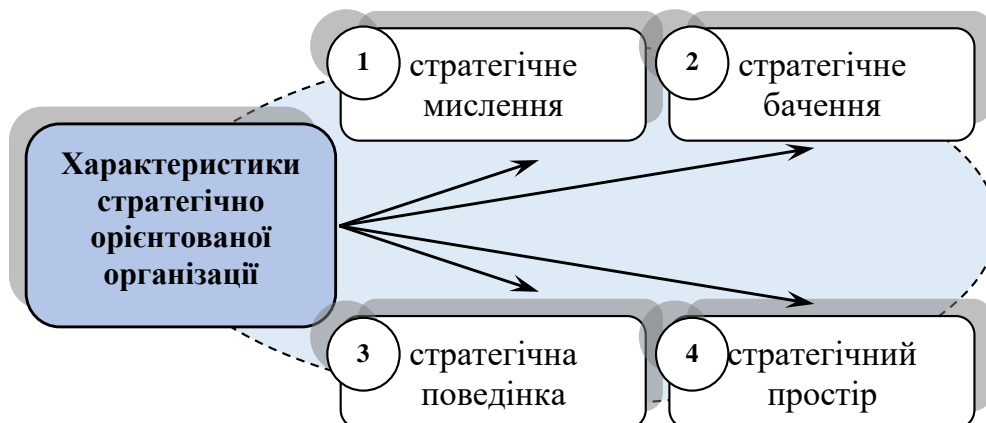 Характеристики
стратегічно
орієнтованої
організації
1
стратегічне
мислення
2
стратегічне
бачення
3
стратегічна
поведінка
4
стратегічний
простір